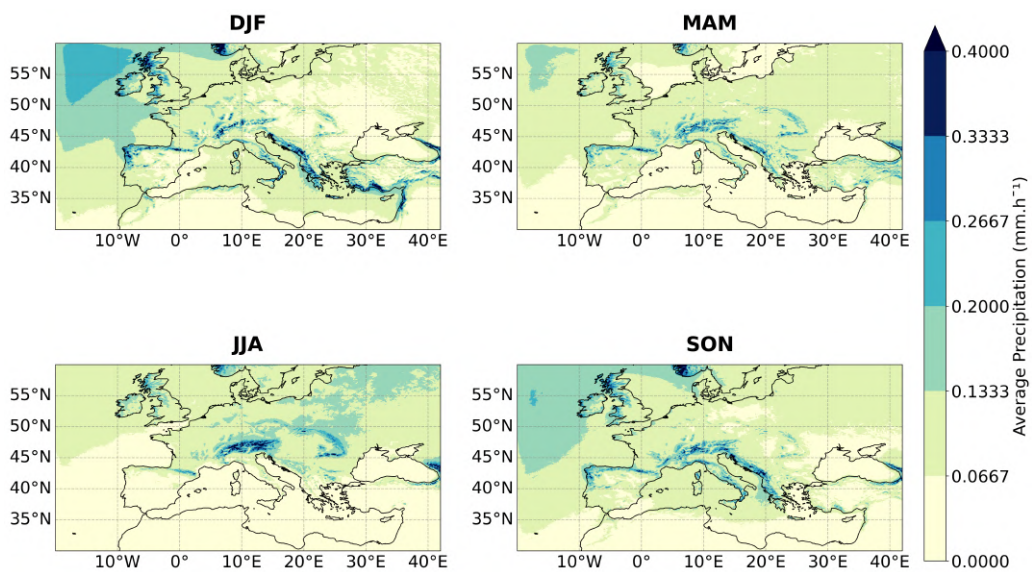 DJF
MAM
55°N
50°N
45°N
40°N
35°N
10°W 0° 10°E 20°E 30°E 40°E
55°N
50°N
45°N
40°N
35°N
10°W 0° 10°E 20°E 30°E 40°E
JJA
SON
55°N
50°N
45°N
40°N
35°N
10°W 0° 10°E 20°E 30°E 40°E
55°N
50°N
45°N
40°N
35°N
10°W 0° 10°E 20°E 30°E 40°E
0.4000
0.3333
0.2667
0.2000
0.1333
0.0667
0.0000
Average Precipitation (mm.h⁻¹)